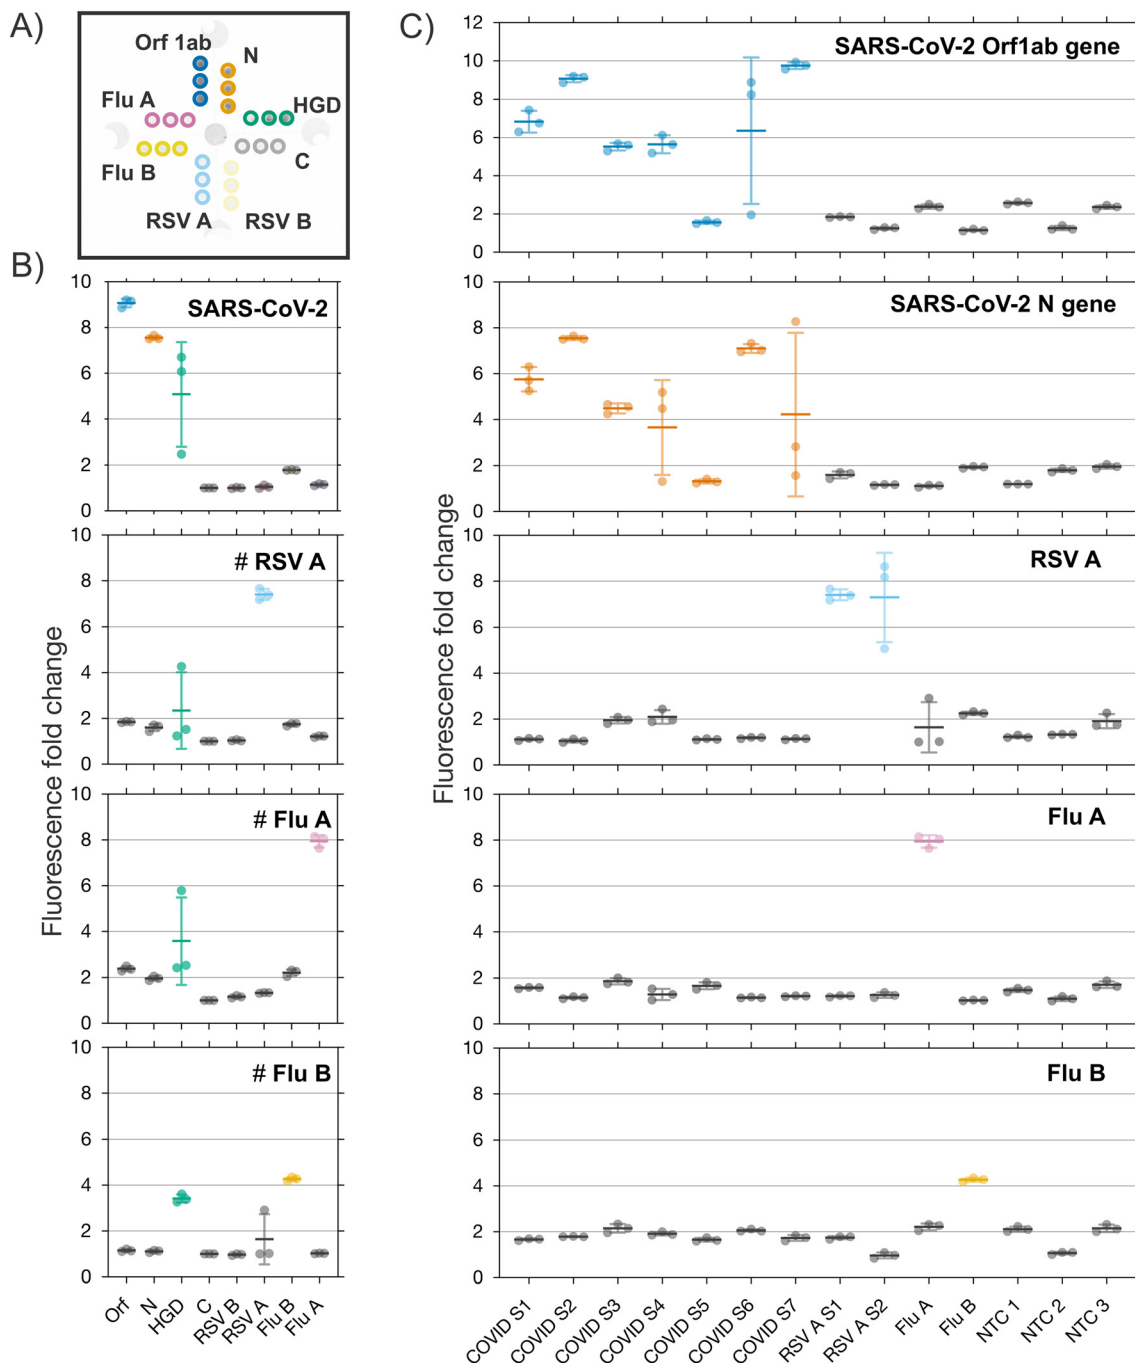 A)
Orf 1ab
N
Flu A
HGD
Flu B
C
RSV A
RSV B
B)
Fluorescence fold change
10
8
6
4
2
0
SARS-CoV-2
10
8
6
4
2
0
# RSV A
10
8
6
4
2
0
# Flu A
10
8
6
4
2
0
# Flu B
Orf
N
HGD
C
RSV B
RSV A
Flu B
Flu A
C)
Fluorescence fold change
12
10
8
6
4
2
0
SARS-CoV-2 Orf1ab gene
10
8
6
4
2
0
SARS-CoV-2 N gene
10
8
6
4
2
0
RSV A
10
8
6
4
2
0
Flu A
10
8
6
4
2
0
Flu B
COVID S1
COVID S2
COVID S3
COVID S4
COVID S5
COVID S6
COVID S7
RSV A S1
RSV A S2
Flu A
Flu B
NTC 1
NTC 2
NTC 3